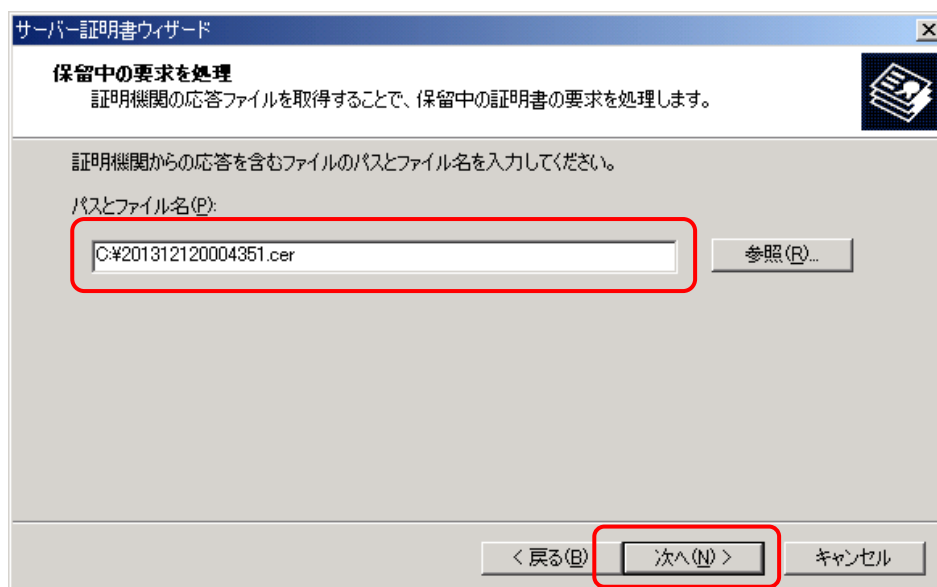 サーバー証明書ウィザード
保留中の要求を処理
証明機関の応答ファイルを取得することで、保留中の証明書の要求を処理します。
証明機関からの応答を含むファイルのパスとファイル名を入力してください。
パスとファイル名(P):
C:¥201312120004351.cer
参照(R)...
< 戻る(B)
次へ(N) >
キャンセル